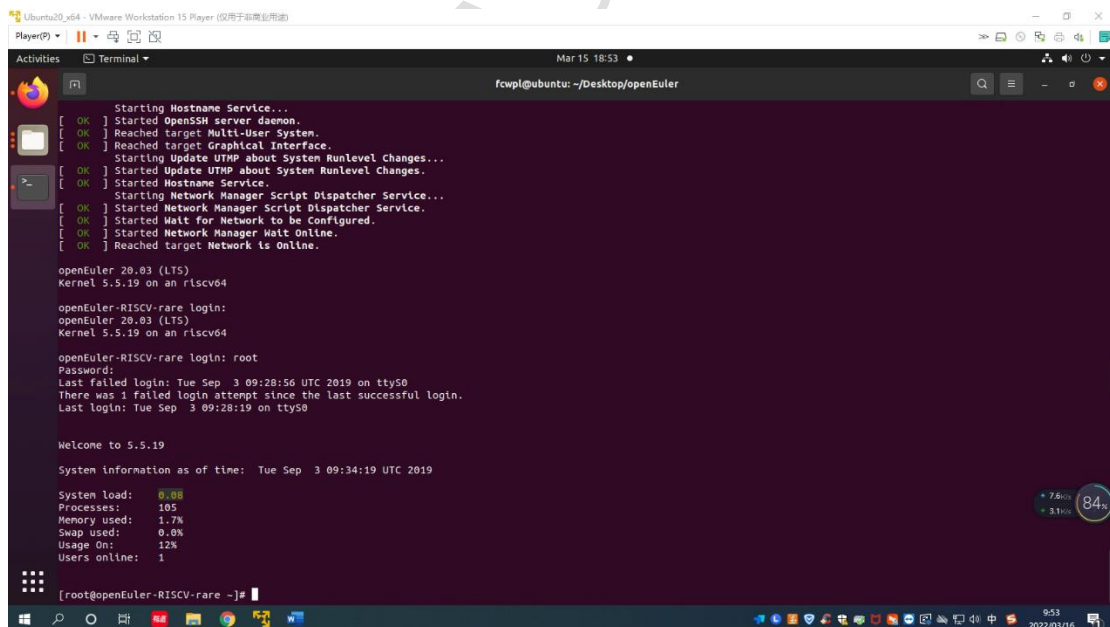 Ubuntu20_x64 - VMware Workstation 15 Player (仅用于非商业用途)
Player(P)
Activities Terminal Mar 15 18:53
fcwpl@ubuntu: ~/Desktop/openEuler
Starting Hostname Service...
[ OK ] Started OpenSSH server daemon.
[ OK ] Reached target Multi-User System.
[ OK ] Reached target Graphical Interface.
Starting Update UTMP about System Runlevel Changes...
[ OK ] Started Update UTMP about System Runlevel Changes.
[ OK ] Started Hostname Service.
Starting Network Manager Script Dispatcher Service...
[ OK ] Started Network Manager Script Dispatcher Service.
[ OK ] Started Wait for Network to be Configured.
[ OK ] Started Network Manager Wait Online.
[ OK ] Reached target Network is Online.
openEuler 20.03 (LTS)
Kernel 5.5.19 on an riscv64
openEuler-RISCV-rare login:
openEuler 20.03 (LTS)
Kernel 5.5.19 on an riscv64
openEuler-RISCV-rare login: root
Password:
Last failed login: Tue Sep  3 09:28:56 UTC 2019 on ttyS0
There was 1 failed login attempt since the last successful login.
Last login: Tue Sep  3 09:28:19 on ttyS0
Welcome to 5.5.19
System information as of time:  Tue Sep  3 09:34:19 UTC 2019
System load: 0.08
Processes: 105
Memory used: 1.7%
Swap used: 0.0%
Usage On: 12%
Users online: 1
[root@openEuler-RISCV-rare ~]#
7.6K/s
3.1K/s
84%
中
9:53
2022/03/16